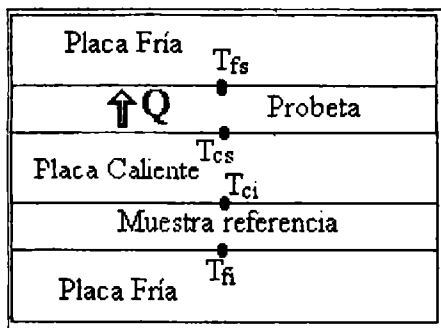 Placa Fría
Tfs
Q
Probeta
Tcs
Placa Caliente
Tci
Muestra referencia
Tfi
Placa Fría